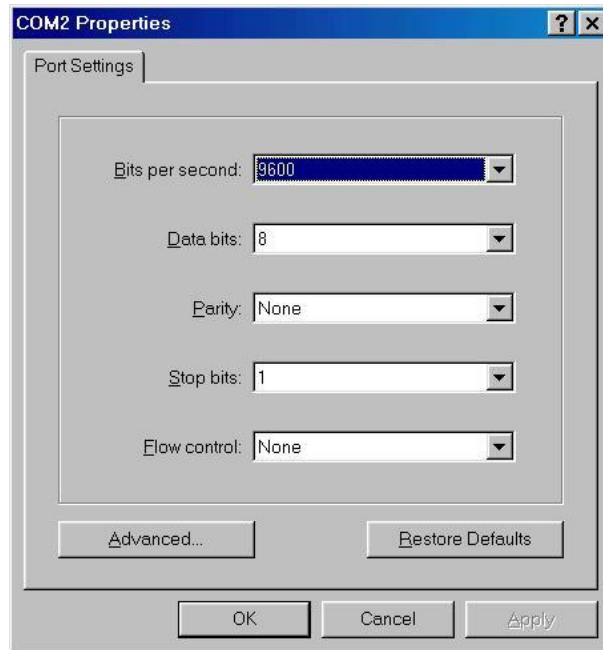 COM2 Properties
Port Settings
Bits per second: 9600
Data bits: 8
Parity: None
Stop bits: 1
Flow control: None
Advanced... Restore Defaults
OK Cancel Apply